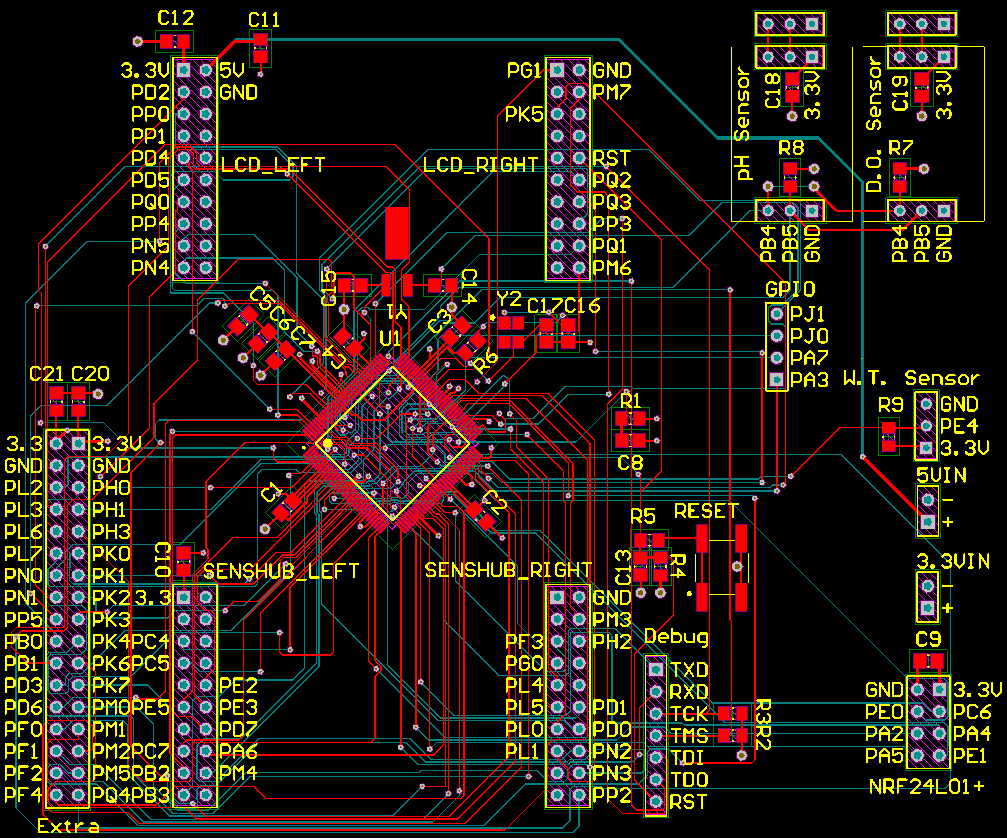 C12
C11
3.3V 5V
PD2 GND
PP0
PP1
PD4
PD5
PQ0
PP4
PN5
PN4
LCD_LEFT
LCD_RIGHT
PG1 GND
PM7
PK5
RST
PQ2
PQ3
PP3
PQ1
PM6
pH Sensor
C18
3.3V
R8
PB4
PB5
GND
D.O. Sensor
C19
3.3V
R7
PB4
PB5
GND
GPIO
PJ1
PJ0
PA7
PA3
C15
C14
Y1
U1
C5
C6
C7
C4
C3
R6
Y2
C17
C16
W.T. Sensor
R9
GND
PE4
3.3V
5VIN
-
+
3.3VIN
-
+
R1
C8
C1
C2
C21 C20
3.3 3.3V
GND GND
PL2 PH0
PL3 PH1
PL6 PH3
PL7 PK0
PN0 PK1
PN1 PK2
PP5 PK3
PB0 PK4
PB1 PK6
PD3 PK7
PD6 PM0
PF0 PM1
PF1 PM2
PF2 PM5
PF4 PQ4
Extra
C10
SENSHUB_LEFT
3.3
PC4
PC5
PE2
PE5 PE3
PD7
PC7 PA6
PB2 PM4
PB3
SENSHUB_RIGHT
GND
PM3
PF3 PH2
PG0
PL4
PL5 PD1
PL0 PD0
PL1 PN2
PN3
PP2
R5
RESET
C13
R4
Debug
TXD
RXD
TCK
TMS
TDI
TDO
RST
R3
R2
C9
GND 3.3V
PE0 PC6
PA2 PA4
PA5 PE1
NRF24L01+